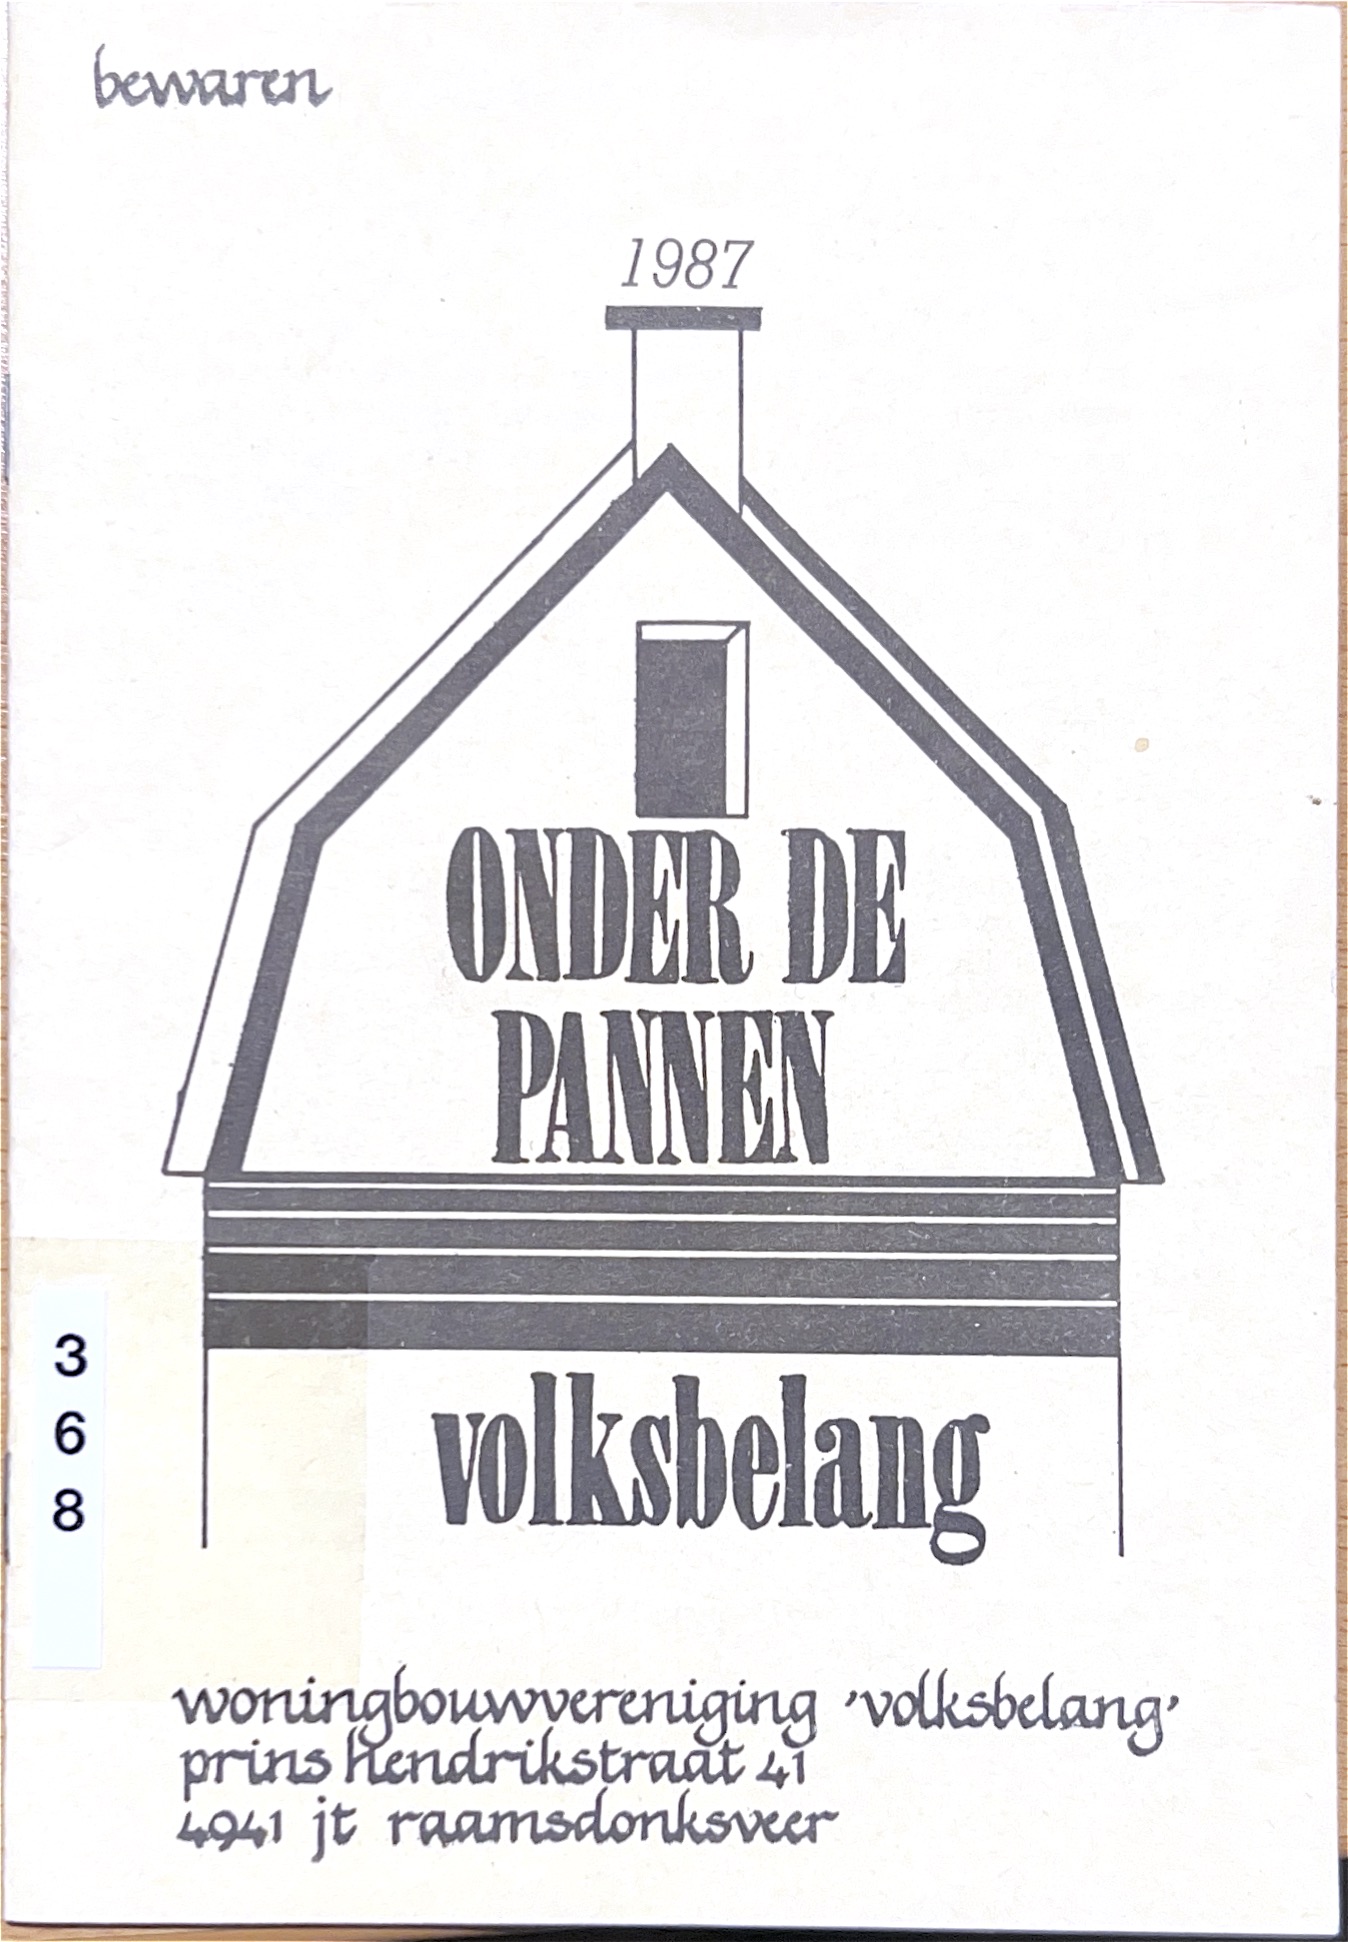 bewaren
1987
ONDER DE
PANNEN
volksbelang
3
6
8
woningbouwvereniging 'volksbelang'
prins hendrikstraat 41
4941 jt raamsdonksveer